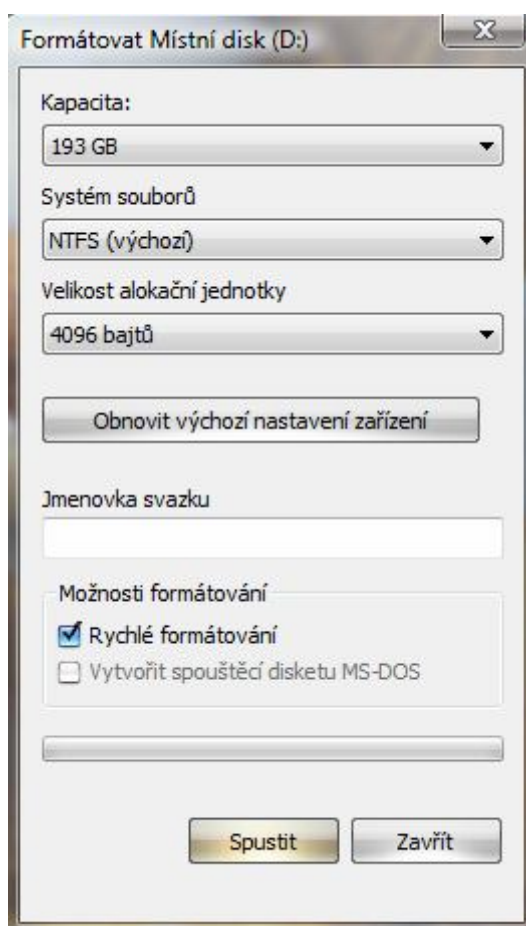 Formátovat Místní disk (D:)
Kapacita:
193 GB
Systém souborů
NTFS (výchozí)
Velikost alokační jednotky
4096 bajtů
Obnovit výchozí nastavení zařízení
Jmenovka svazku
Možnosti formátování
Rychlé formátování
Vytvořit spouštěcí disketu MS-DOS
Spustit
Zavřít